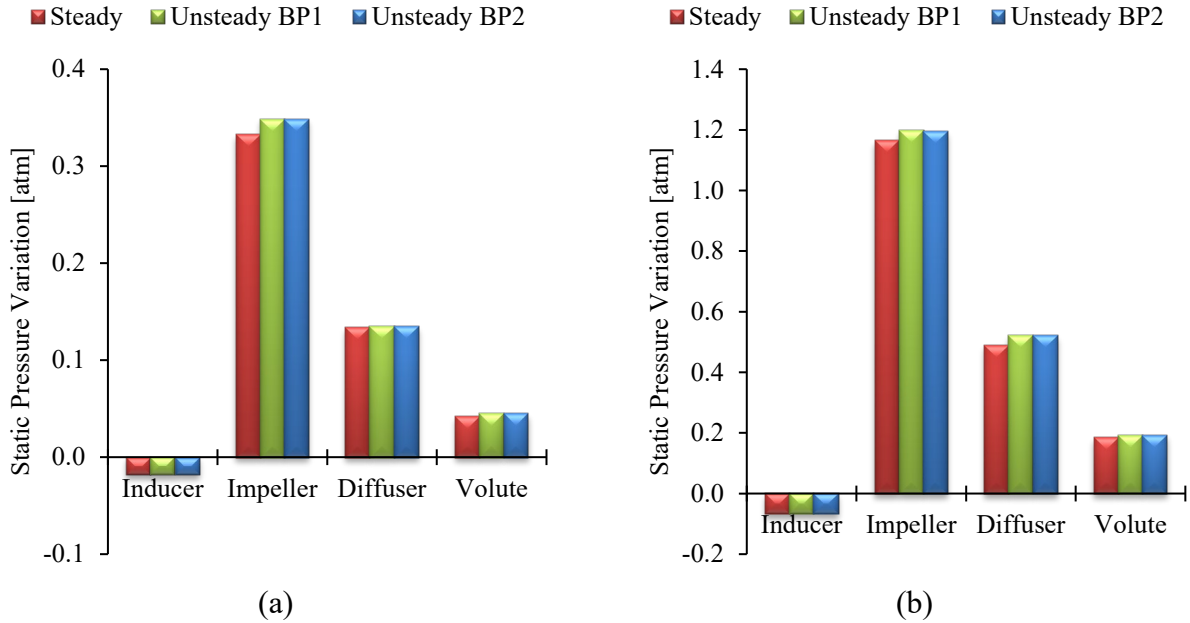 Steady Unsteady BP1 Unsteady BP2
Static Pressure Variation [atm]
0.4
0.3
0.2
0.1
0.0
-0.1
Inducer Impeller Diffuser Volute
(a)
Steady Unsteady BP1 Unsteady BP2
Static Pressure Variation [atm]
1.4
1.2
1.0
0.8
0.6
0.4
0.2
0.0
-0.2
Inducer Impeller Diffuser Volute
(b)